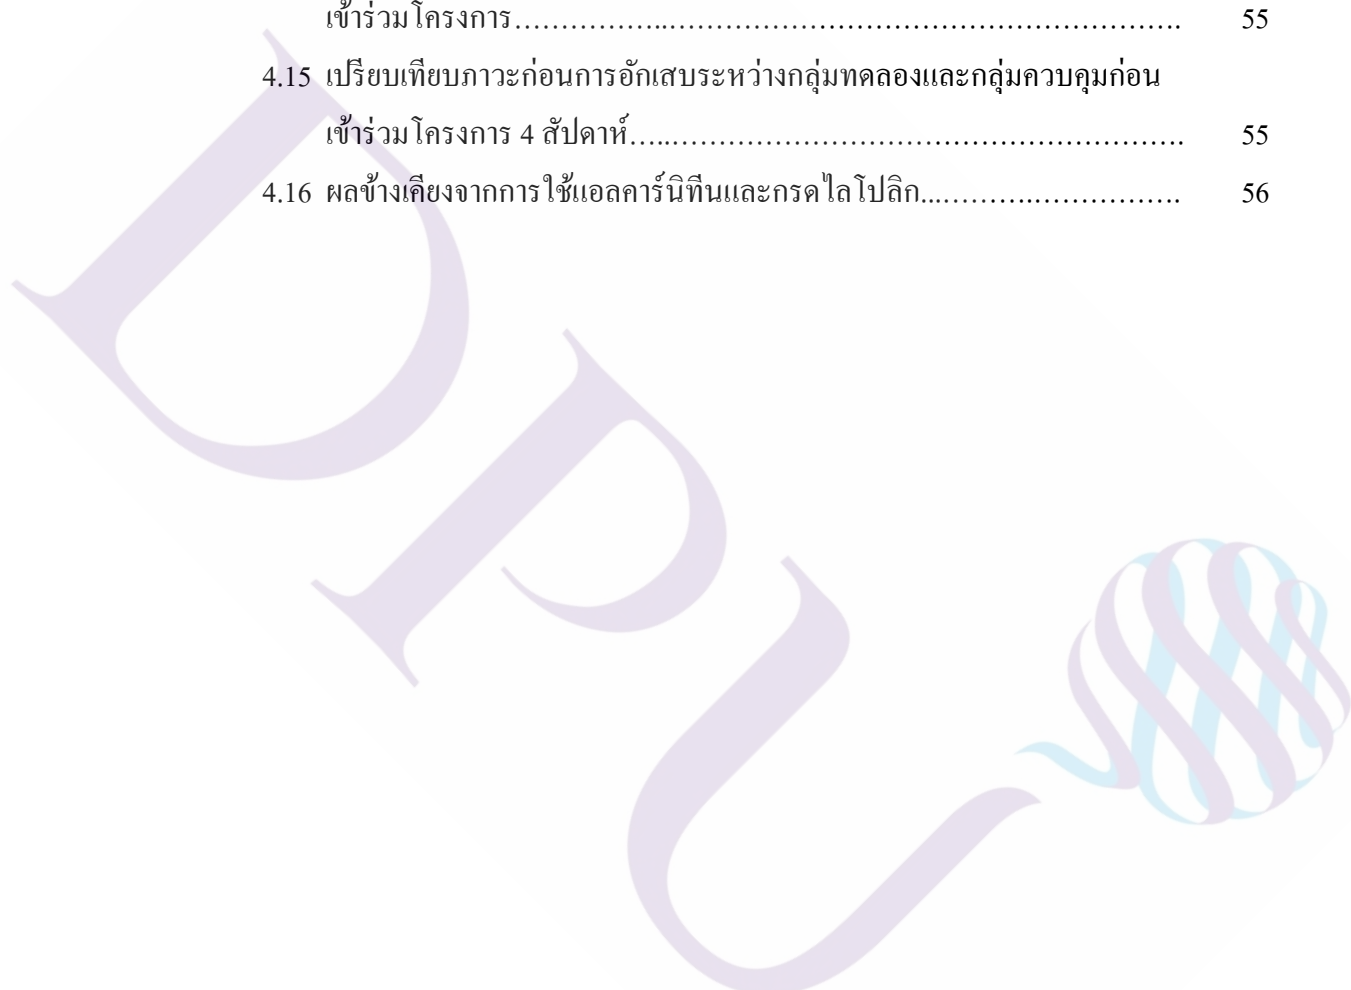 เข้าร่วมโครงการ……………..………………………………………………………. 55
4.15 เปรียบเทียบภาวะก่อนการอักเสบระหว่างกลุ่มทดลองและกลุ่มควบคุมก่อน
เข้าร่วมโครงการ 4 สัปดาห์…..……………………………………………………. 55
4.16 ผลข้างเคียงจากการใช้แอลคาร์นิทีนและกรดไลโปลิก...……….……………. 56
DPU